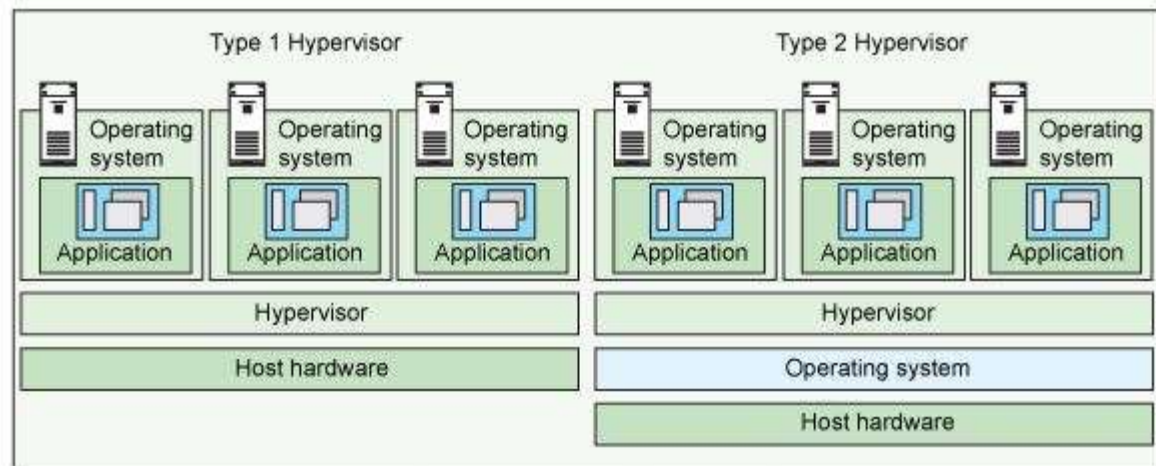 Type 1 Hypervisor
Operating
system
Application
Operating
system
Application
Operating
system
Application
Hypervisor
Host hardware
Type 2 Hypervisor
Operating
system
Application
Operating
system
Application
Operating
system
Application
Hypervisor
Operating system
Host hardware